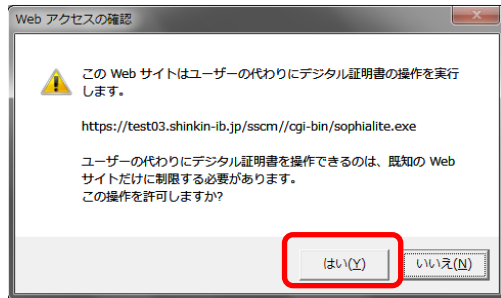 Web アクセスの確認
この Web サイトはユーザーの代わりにデジタル証明書の操作を実行
します。
https://test03.shinkin-ib.jp/sscm//cgi-bin/sophialite.exe
ユーザーの代わりにデジタル証明書を操作できるのは、既知の Web
サイトだけに制限する必要があります。
この操作を許可しますか?
はい(Y) いいえ(N)